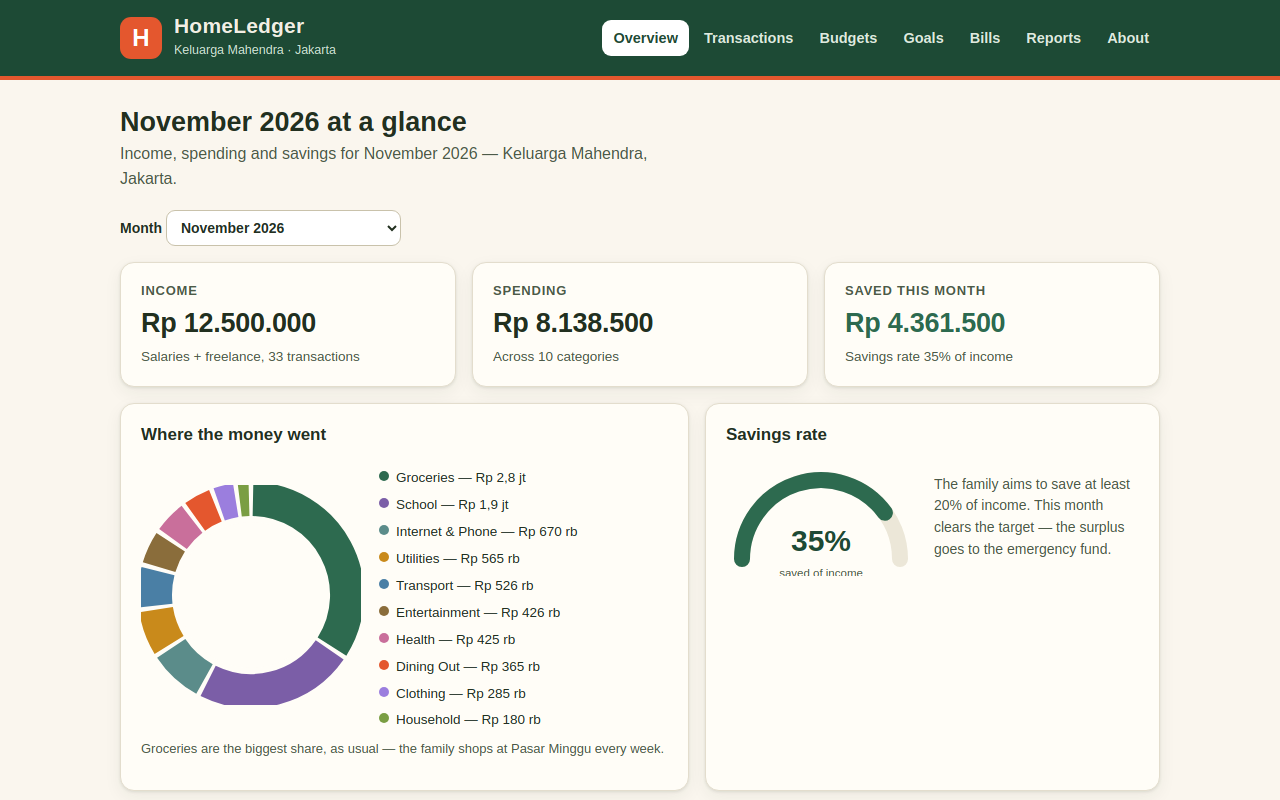 H
HomeLedger
Keluarga Mahendra · Jakarta
Overview
Transactions
Budgets
Goals
Bills
Reports
About
November 2026 at a glance
Income, spending and savings for November 2026 — Keluarga Mahendra,
Jakarta.
Month
November 2026
INCOME
Rp 12.500.000
Salaries + freelance, 33 transactions
SPENDING
Rp 8.138.500
Across 10 categories
SAVED THIS MONTH
Rp 4.361.500
Savings rate 35% of income
Where the money went
Groceries — Rp 2,8 jt
School — Rp 1,9 jt
Internet & Phone — Rp 670 rb
Utilities — Rp 565 rb
Transport — Rp 526 rb
Entertainment — Rp 426 rb
Health — Rp 425 rb
Dining Out — Rp 365 rb
Clothing — Rp 285 rb
Household — Rp 180 rb
Groceries are the biggest share, as usual — the family shops at Pasar Minggu every week.
Savings rate
35%
saved of income
The family aims to save at least
20% of income. This month
clears the target — the surplus
goes to the emergency fund.